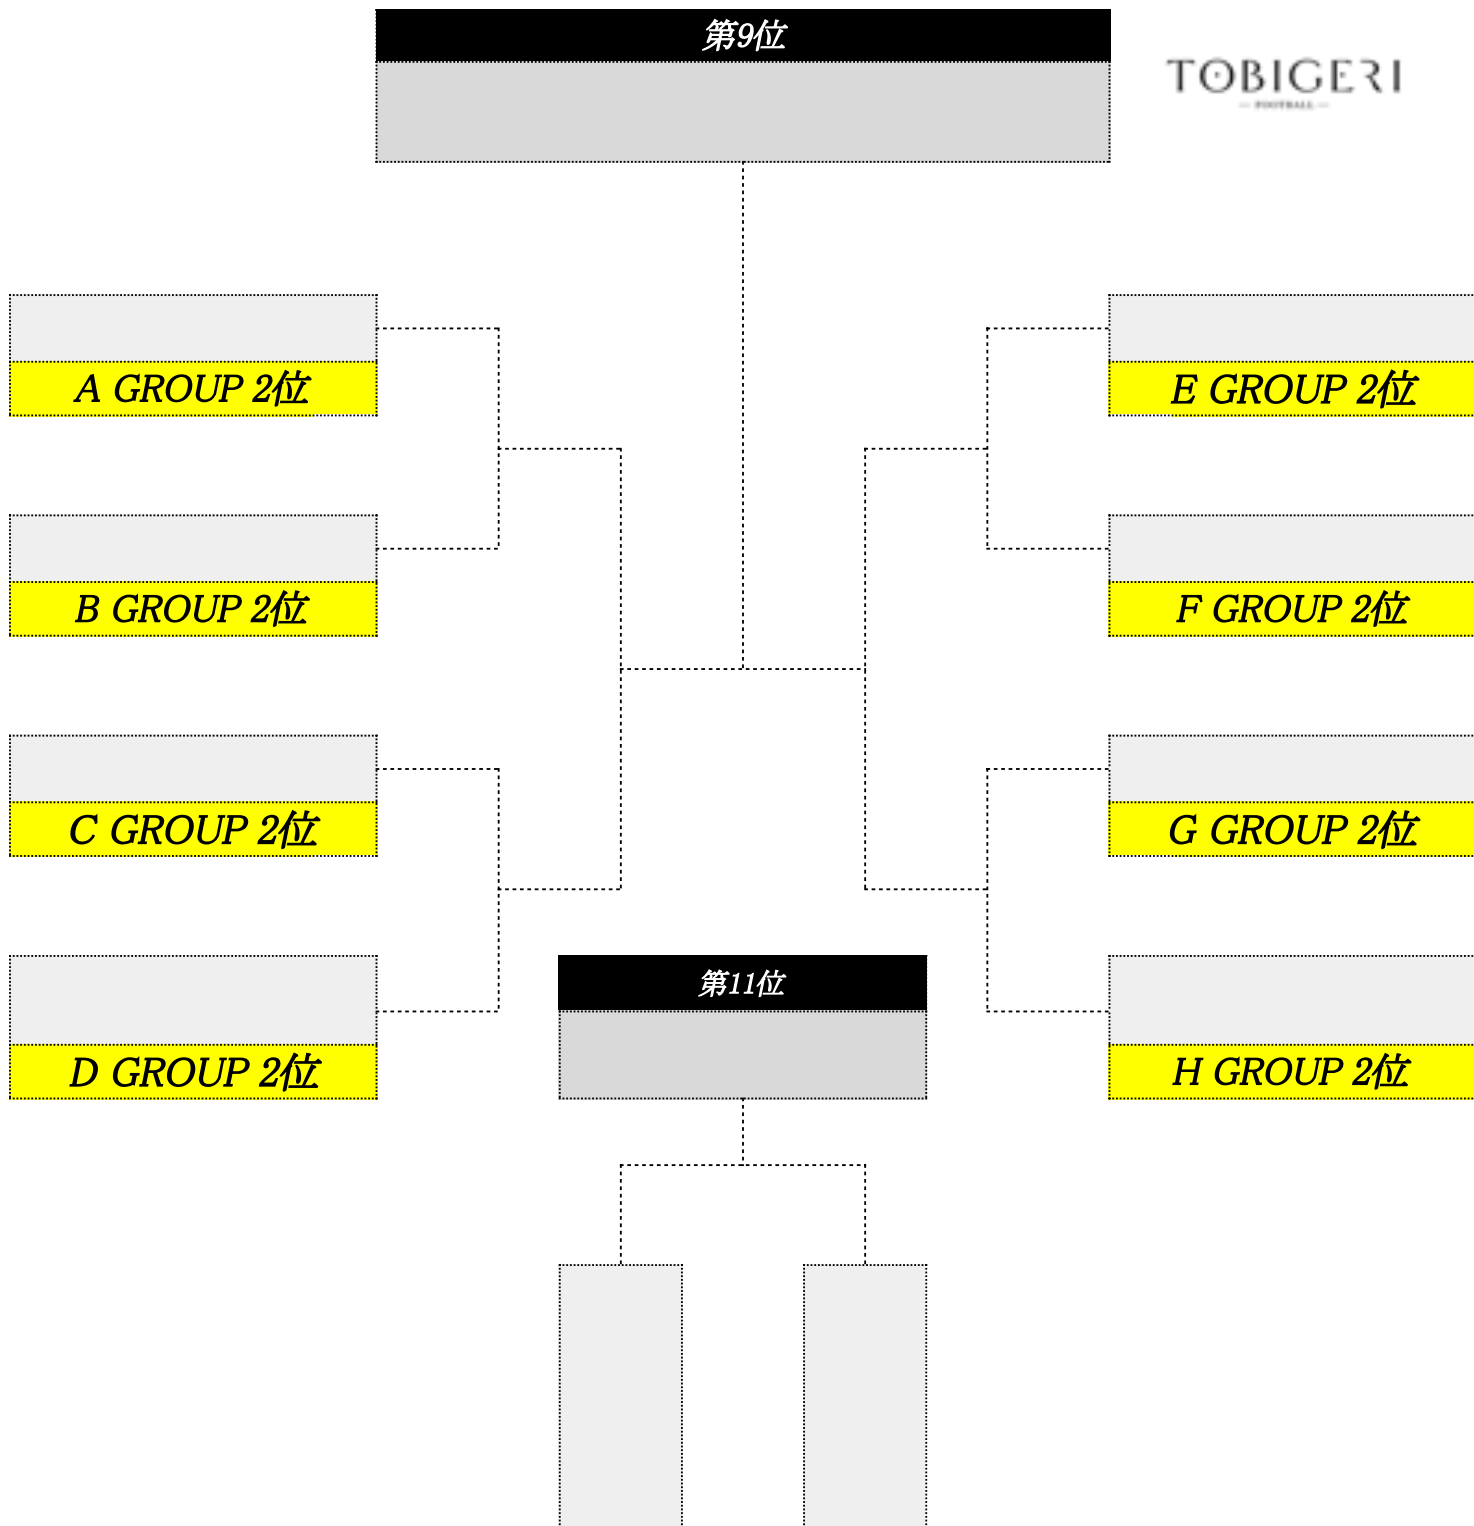 第9位
TOBIGERI
— FOOTBALL —
A GROUP 2位
E GROUP 2位
B GROUP 2位
F GROUP 2位
C GROUP 2位
G GROUP 2位
第11位
D GROUP 2位
H GROUP 2位